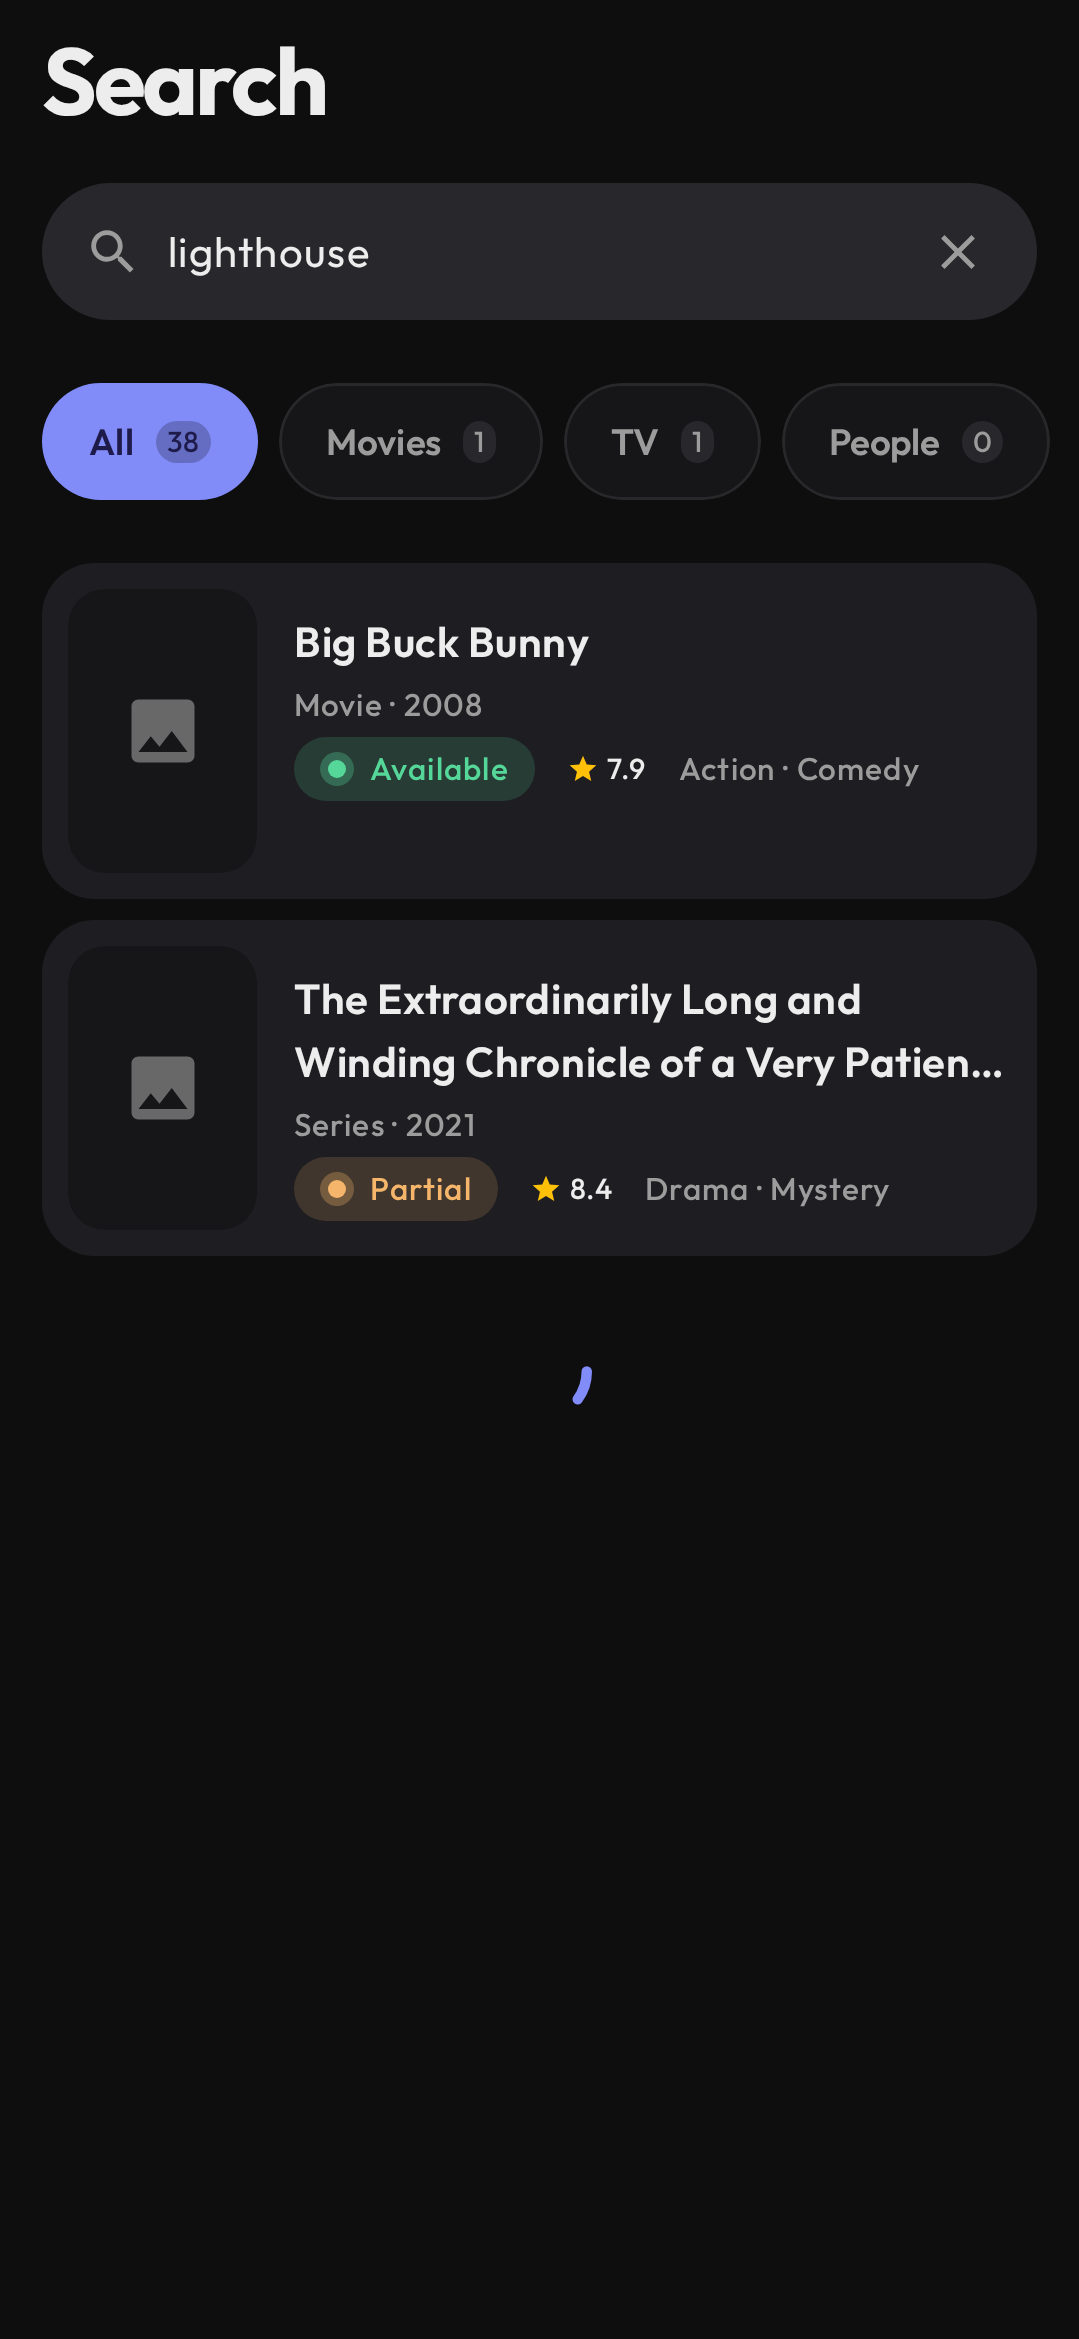 Search
lighthouse
All 38
Movies 1
TV 1
People 0
Big Buck Bunny
Movie · 2008
Available
7.9
Action · Comedy
The Extraordinarily Long and
Winding Chronicle of a Very Patien...
Series · 2021
Partial
8.4
Drama · Mystery